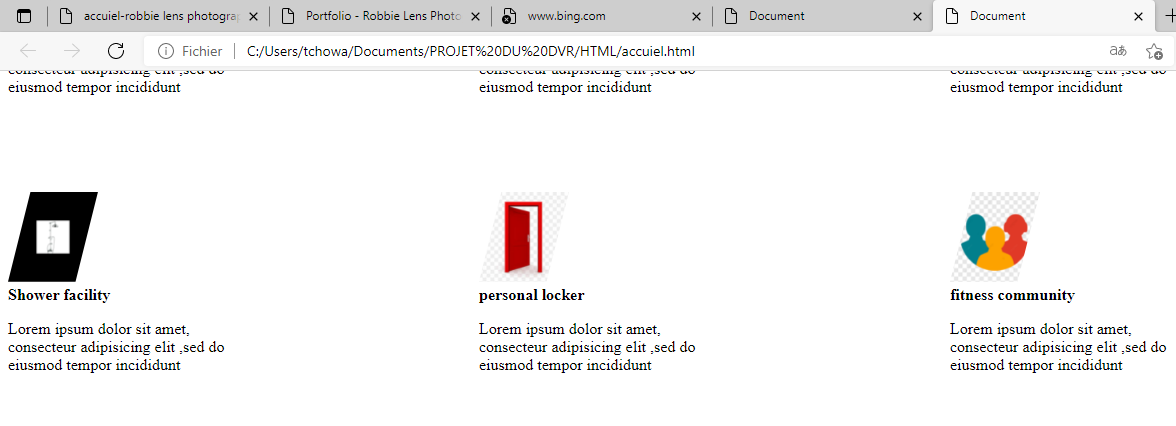 accuiel-robbie lens photogra
Portfolio - Robbie Lens Photo
www.bing.com
Document
Document
Fichier
C:/Users/tchowa/Documents/PROJET%20DU%20DVR/HTML/accuiel.html
aあ
consecteur adipisicing elit ,sed do
eiusmod tempor incididunt
consecteur adipisicing elit ,sed do
eiusmod tempor incididunt
consecteur adipisicing elit ,sed do
eiusmod tempor incididunt
Shower facility
Lorem ipsum dolor sit amet,
consecteur adipisicing elit ,sed do
eiusmod tempor incididunt
personal locker
Lorem ipsum dolor sit amet,
consecteur adipisicing elit ,sed do
eiusmod tempor incididunt
fitness community
Lorem ipsum dolor sit amet,
consecteur adipisicing elit ,sed do
eiusmod tempor incididunt